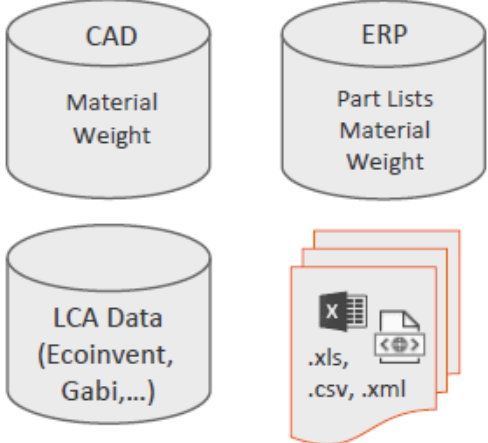 CAD
Material
Weight
ERP
Part Lists
Material
Weight
LCA Data
(Ecoinvent,
Gabi,...)
X
<>
.xls,
.csv, .xml